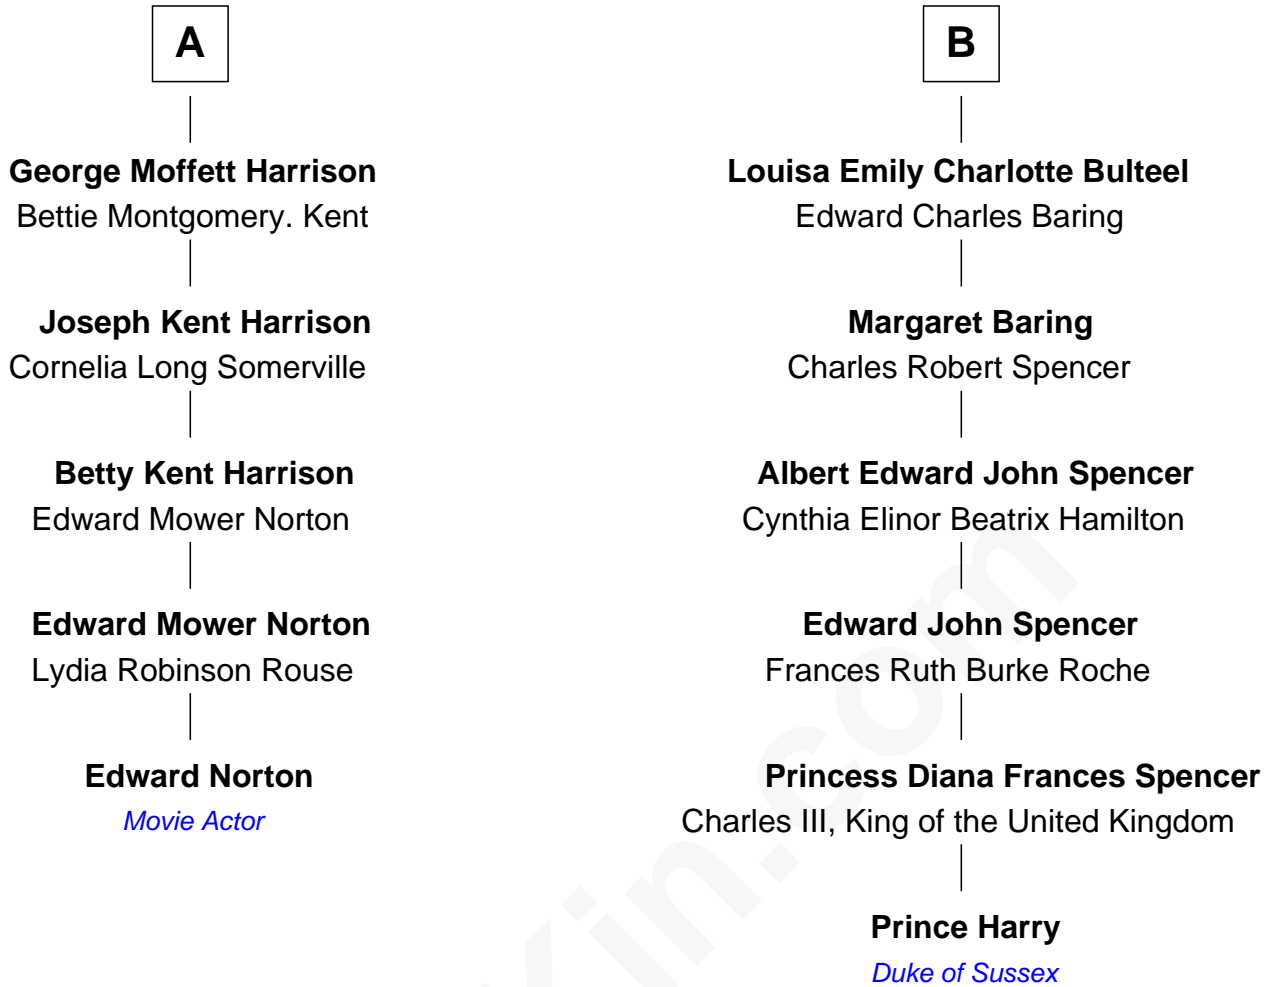 A
George Moffett Harrison
Bettie Montgomery. Kent
Joseph Kent Harrison
Cornelia Long Somerville
Betty Kent Harrison
Edward Mower Norton
Edward Mower Norton
Lydia Robinson Rouse
Edward Norton
Movie Actor
B
Louisa Emily Charlotte Bulteel
Edward Charles Baring
Margaret Baring
Charles Robert Spencer
Albert Edward John Spencer
Cynthia Elinor Beatrix Hamilton
Edward John Spencer
Frances Ruth Burke Roche
Princess Diana Frances Spencer
Charles III, King of the United Kingdom
Prince Harry
Duke of Sussex
Kin.com